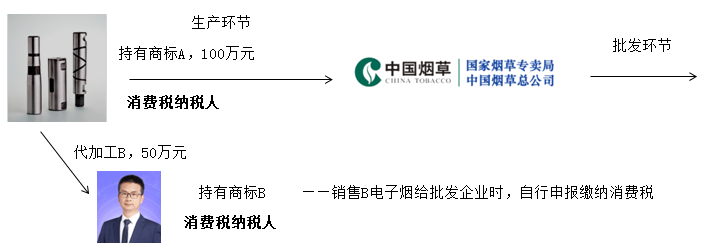 生产环节
持有商标A，100万元
消费税纳税人
中国烟草
CHINA TOBACCO
国家烟草专卖局
中国烟草总公司
批发环节
代加工B，50万元
持有商标B
——销售B电子烟给批发企业时，自行申报缴纳消费税
消费税纳税人